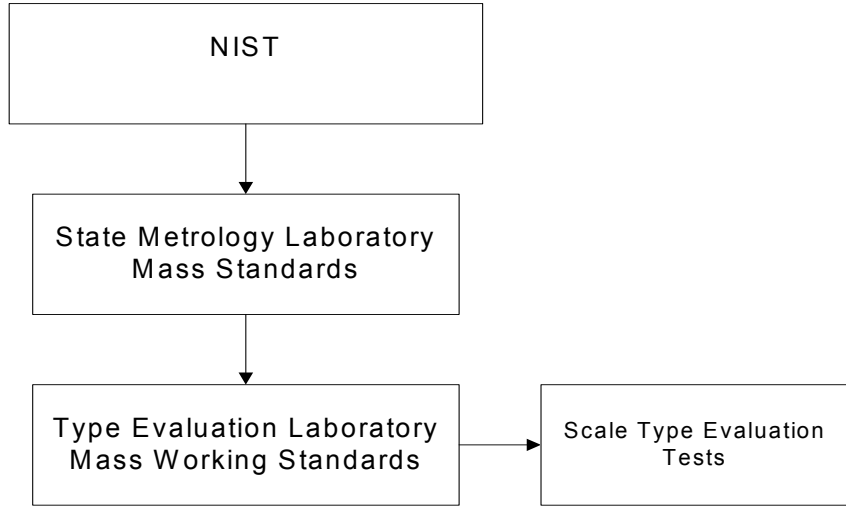 NIST
State Metrology Laboratory
Mass Standards
Type Evaluation Laboratory
Mass Working Standards
Scale Type Evaluation
Tests